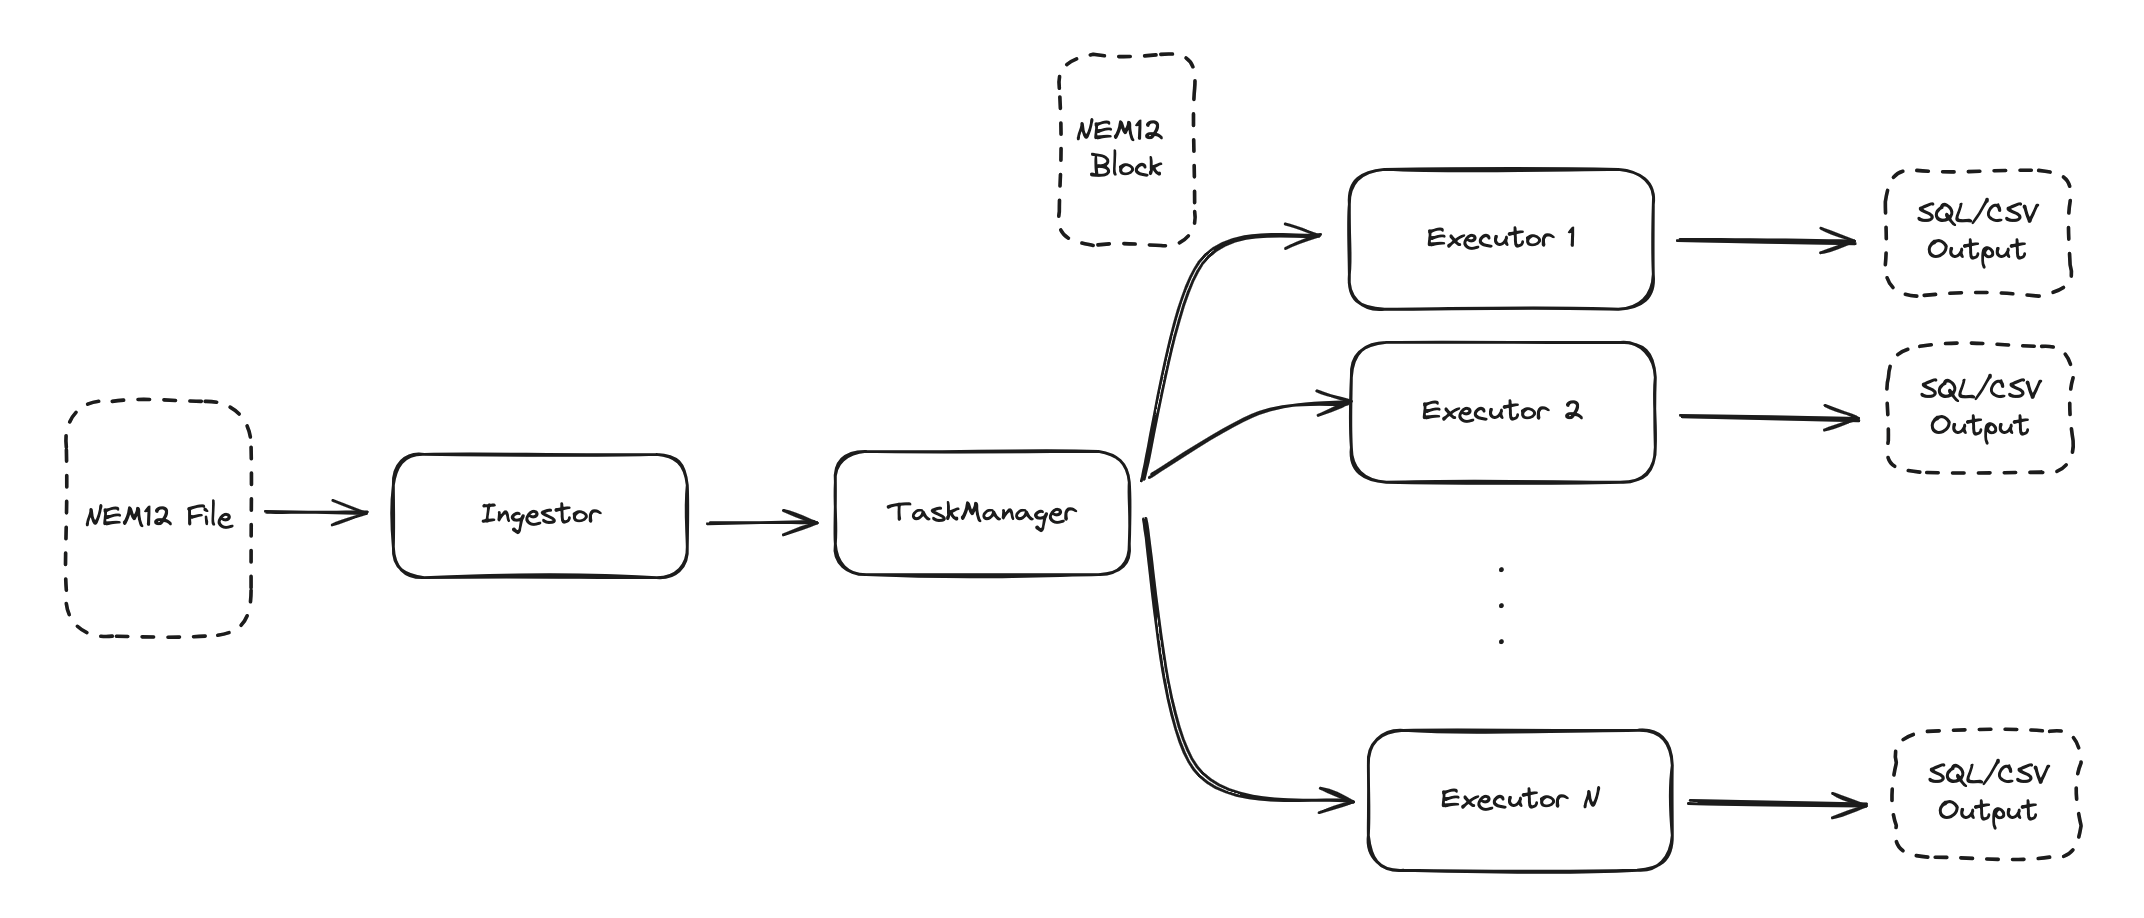 NEM12
Block
Executor 1
SQL/CSV
Output
Executor 2
SQL/CSV
Output
NEM12 File
Ingestor
TaskManager
Executor N
SQL/CSV
Output